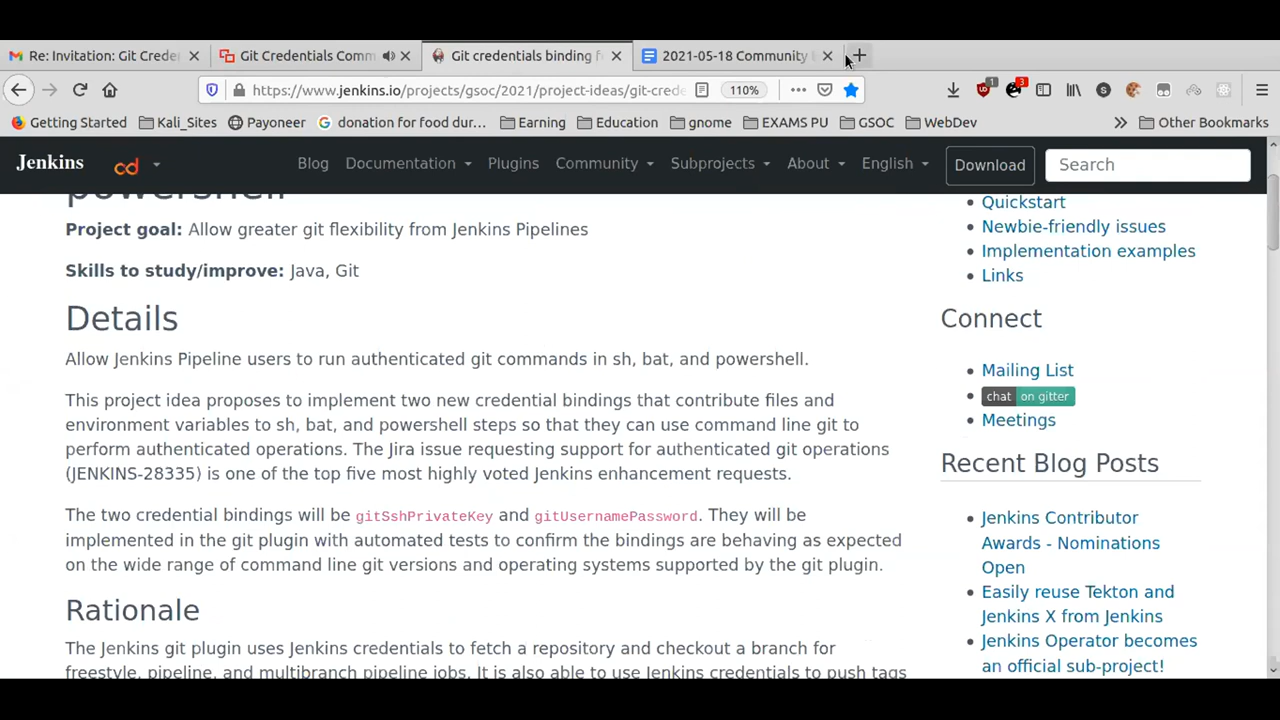 Re: Invitation: Git Crede
Git Credentials Comm
Git credentials binding f
2021-05-18 Community
https://www.jenkins.io/projects/gsoc/2021/project-ideas/git-crede
110%
1
3
Getting Started
Kali_Sites
Payoneer
donation for food dur...
Earning
Education
gnome
EXAMS PU
GSOC
WebDev
Other Bookmarks
Jenkins
cd
Blog
Documentation
Plugins
Community
Subprojects
About
English
Download
Search
powershell
Project goal: Allow greater git flexibility from Jenkins Pipelines
Skills to study/improve: Java, Git
Details
Allow Jenkins Pipeline users to run authenticated git commands in sh, bat, and powershell.
This project idea proposes to implement two new credential bindings that contribute files and
environment variables to sh, bat, and powershell steps so that they can use command line git to
perform authenticated operations. The Jira issue requesting support for authenticated git operations
(JENKINS-28335) is one of the top five most highly voted Jenkins enhancement requests.
The two credential bindings will be gitSshPrivateKey and gitUsernamePassword. They will be
implemented in the git plugin with automated tests to confirm the bindings are behaving as expected
on the wide range of command line git versions and operating systems supported by the git plugin.
Rationale
The Jenkins git plugin uses Jenkins credentials to fetch a repository and checkout a branch for
freestyle, pipeline, and multibranch pipeline jobs. It is also able to use Jenkins credentials to push tags
Quickstart
Newbie-friendly issues
Implementation examples
Links
Connect
Mailing List
chat on gitter
Meetings
Recent Blog Posts
Jenkins Contributor
Awards - Nominations
Open
Easily reuse Tekton and
Jenkins X from Jenkins
Jenkins Operator becomes
an official sub-project!